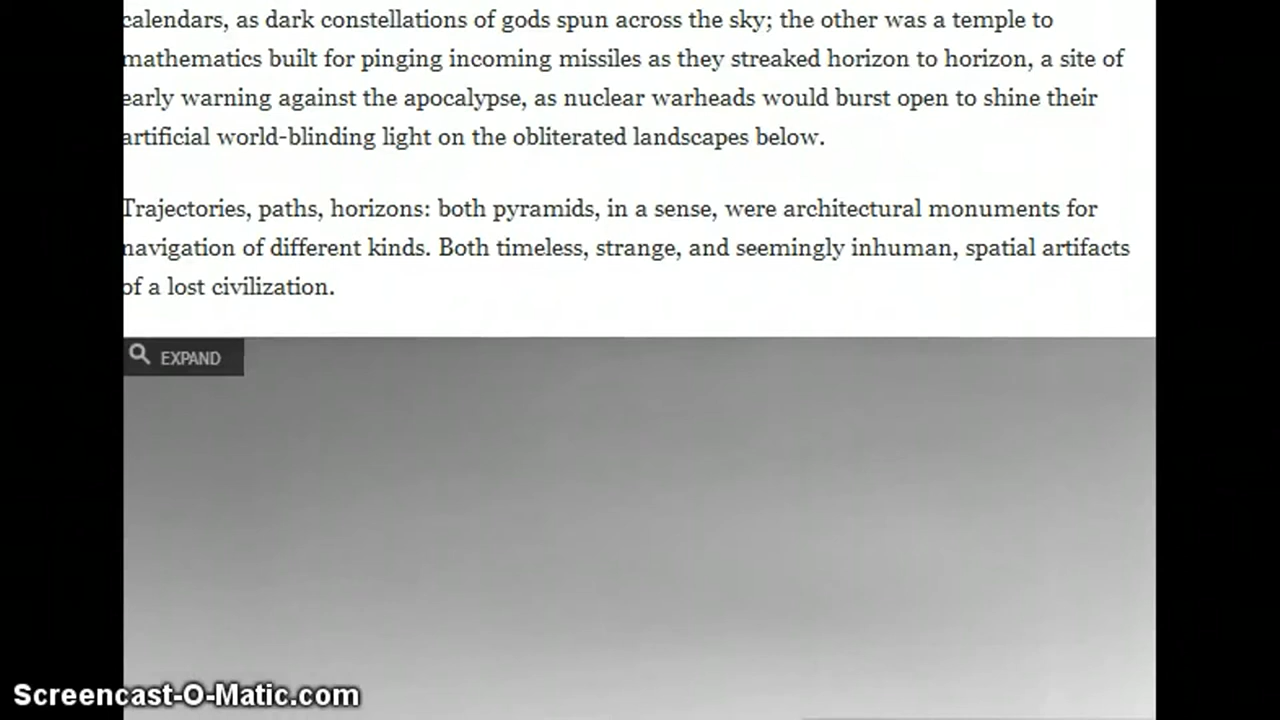 calendars, as dark constellations of gods spun across the sky; the other was a temple to
mathematics built for pinging incoming missiles as they streaked horizon to horizon, a site of
early warning against the apocalypse, as nuclear warheads would burst open to shine their
artificial world-blinding light on the obliterated landscapes below.
Trajectories, paths, horizons: both pyramids, in a sense, were architectural monuments for
navigation of different kinds. Both timeless, strange, and seemingly inhuman, spatial artifacts
of a lost civilization.
EXPAND
Screencast-O-Matic.com